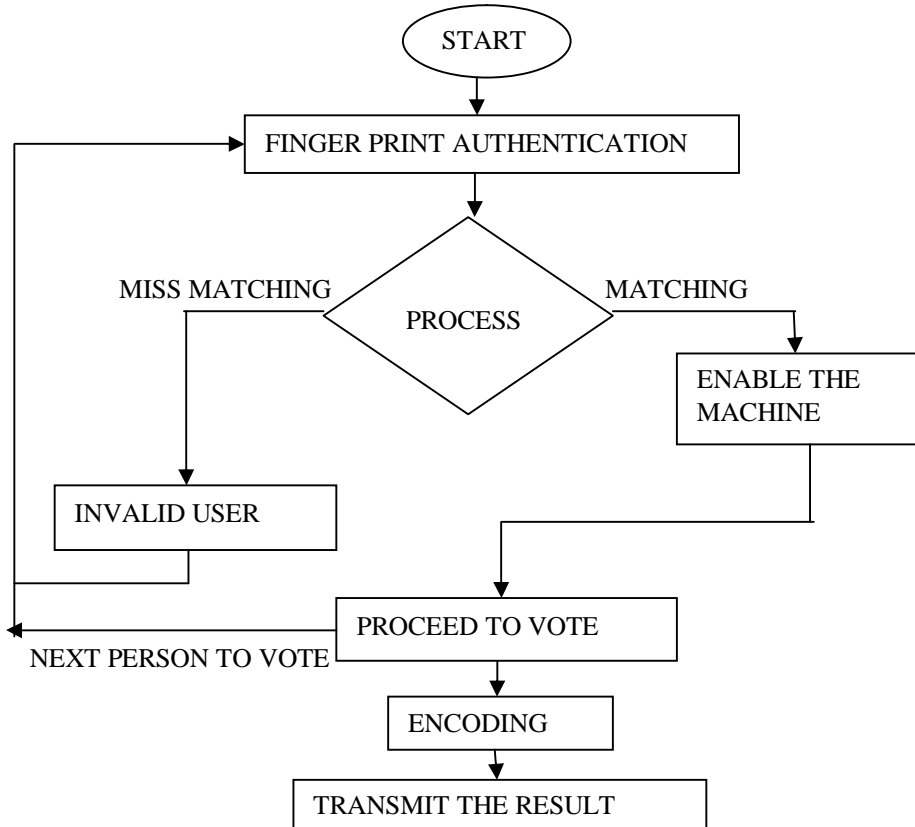 START
FINGER PRINT AUTHENTICATION
MISS MATCHING
MATCHING
PROCESS
ENABLE THE
MACHINE
INVALID USER
PROCEED TO VOTE
NEXT PERSON TO VOTE
ENCODING
TRANSMIT THE RESULT